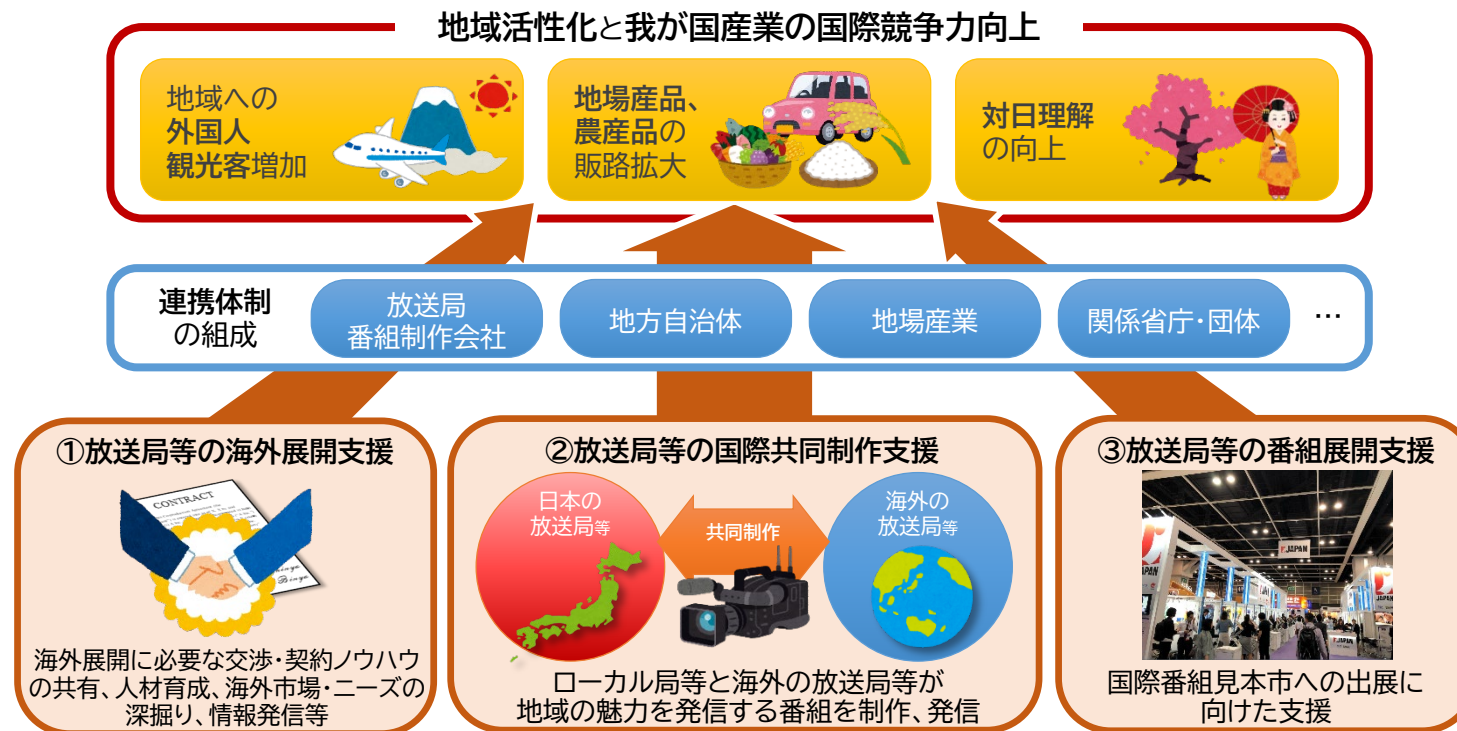 地域活性化と我が国産業の国際競争力向上
地域への
外国人
観光客増加
地場産品、
農産品の
販路拡大
対日理解
の向上
連携体制
の組成
放送局
番組制作会社
地方自治体
地場産業
関係省庁・団体
…
①放送局等の海外展開支援
CONTRACT
海外展開に必要な交渉・契約ノウハウ
の共有、人材育成、海外市場・ニーズの
深掘り、情報発信等
②放送局等の国際共同制作支援
日本の
放送局等
共同制作
海外の
放送局等
ローカル局等と海外の放送局等が
地域の魅力を発信する番組を制作、発信
③放送局等の番組展開支援
JAPAN
JAPAN
JAPAN
JAPAN
国際番組見本市への出展に
向けた支援